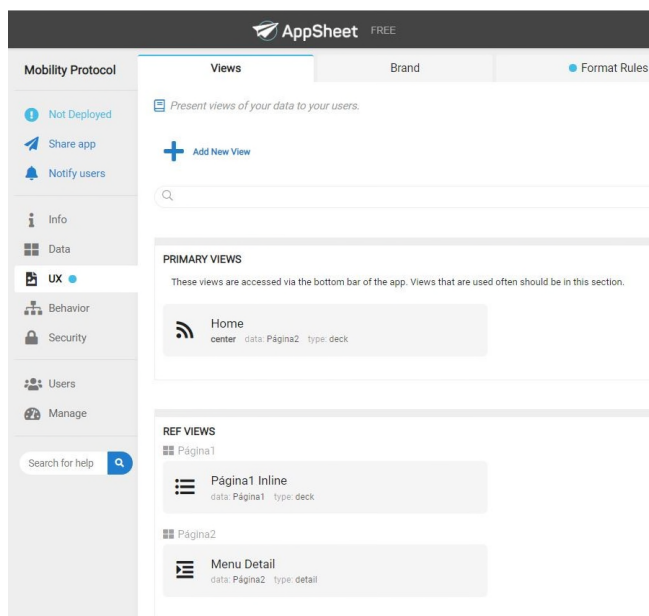 AppSheet FREE
Mobility Protocol
Not Deployed
Share app
Notify users
Info
Data
UX
Behavior
Security
Users
Manage
Search for help
Views
Brand
Format Rules
Present views of your data to your users.
Add New View
PRIMARY VIEWS
These views are accessed via the bottom bar of the app. Views that are used often should be in this section.
Home
center data: Página2 type: deck
REF VIEWS
Página1
Página1 Inline
data: Página1 type: deck
Página2
Menu Detail
data: Página2 type: detail